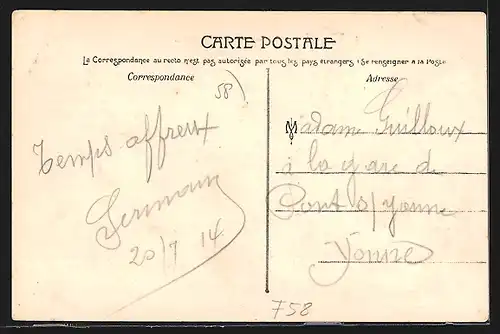 CARTE POSTALE
La Correspondance au recto n'est pas autorisée par tous les pays étrangers (Se renseigner à la Poste
Correspondance
Adresse
58
Temps affreux
Germain
20/7 14
Madame Guilloux
à la gare de
Pont s/yonne
Yonne
758